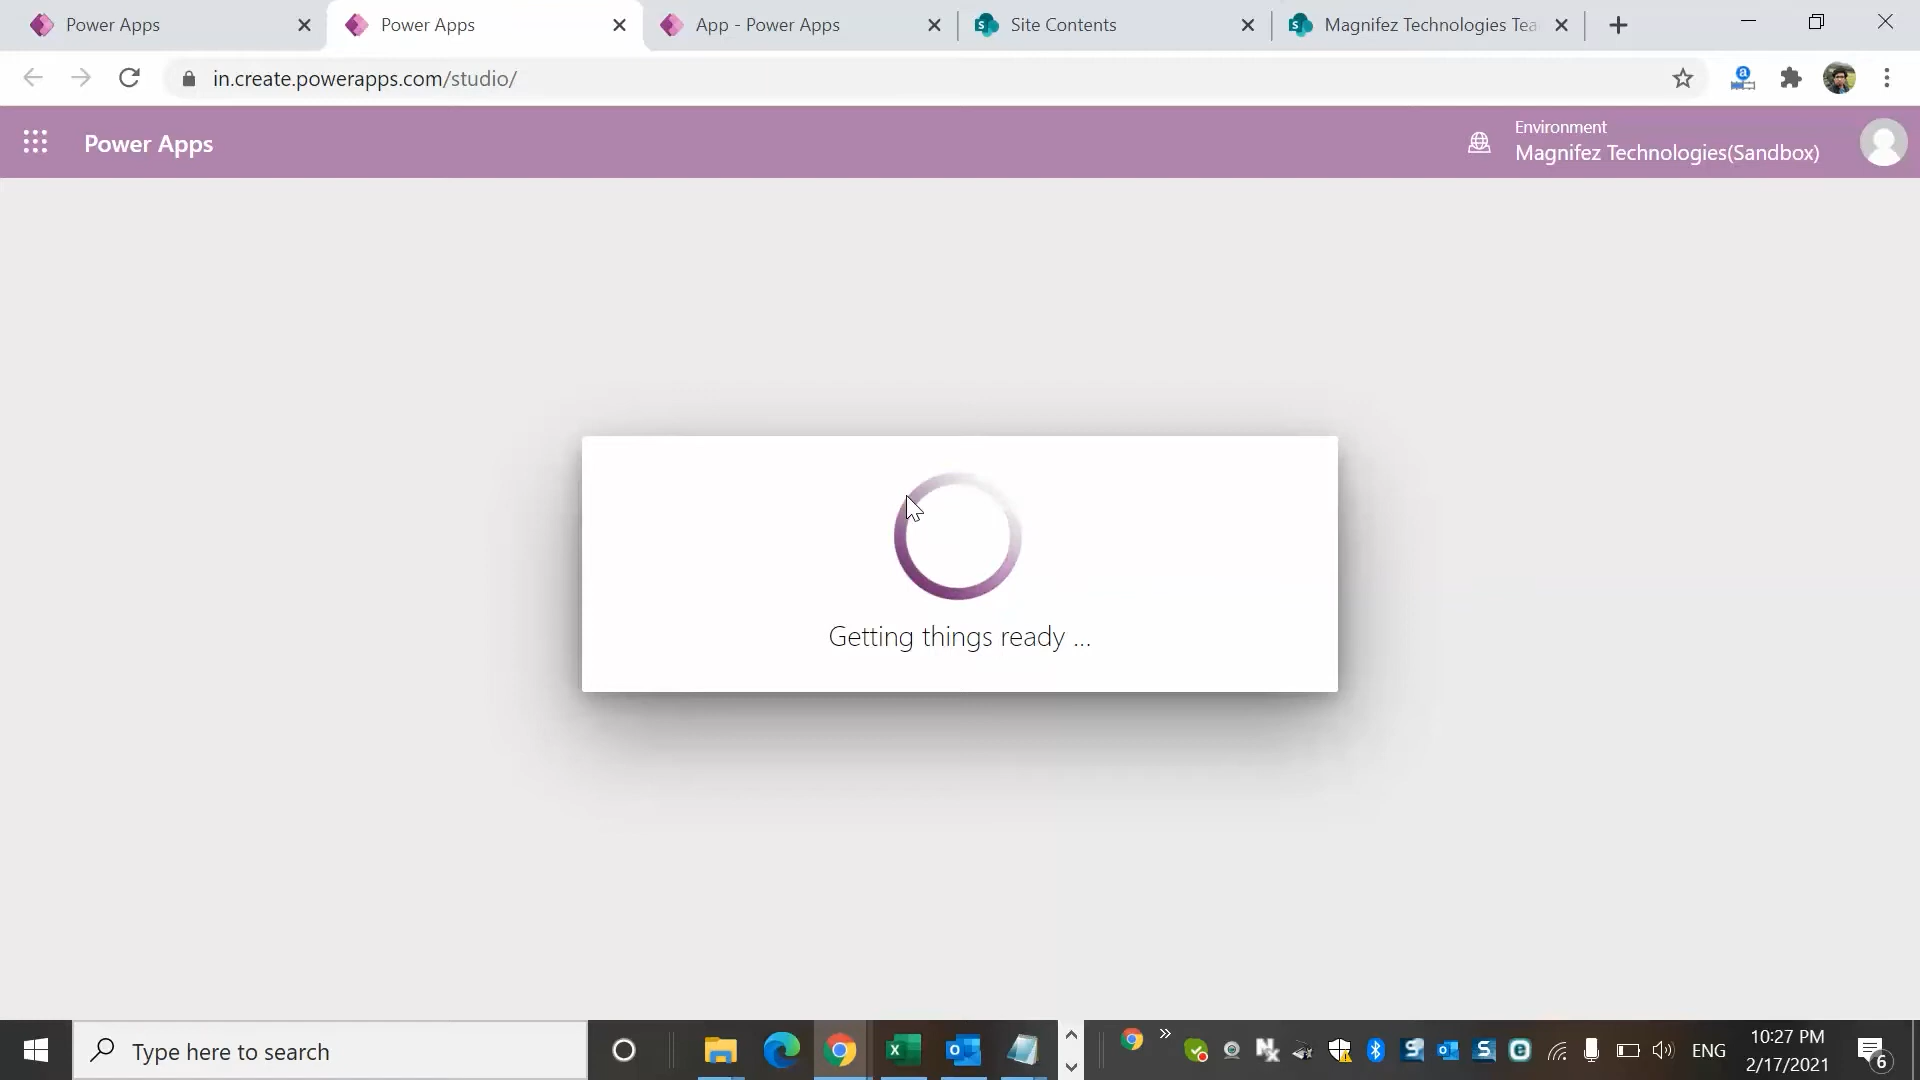 Power Apps
Power Apps
App - Power Apps
Site Contents
Magnifez Technologies Tea
in.create.powerapps.com/studio/
Power Apps
Environment
Magnifez Technologies(Sandbox)
Getting things ready ...
Type here to search
ENG
10:27 PM
2/17/2021
6